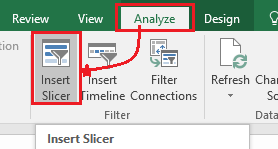 Review View Analyze Design
Insert Slicer
Insert Timeline
Filter Connections
Refresh
Filter
Insert Slicer